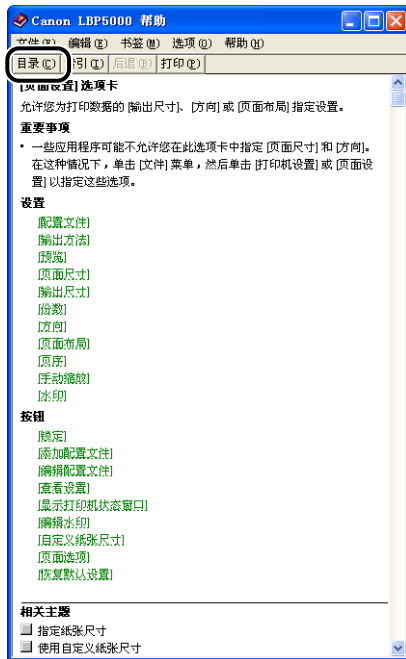 Canon LBP5000 帮助
文件(F) 编辑(E) 书签(M) 选项(O) 帮助(H)
目录(C) 索引(I) 后退(B) 打印(P)
[页面设置] 选项卡
允许您为打印数据的 [输出尺寸]、[方向] 或 [页面布局] 指定设置。
重要事项
• 一些应用程序可能不允许您在此选项卡中指定 [页面尺寸] 和 [方向]。
在这种情况下，单击 [文件] 菜单，然后单击 [打印机设置] 或 [页面设
置] 以指定这些选项。
设置
[配置文件]
[输出方法]
[预览]
[页面尺寸]
[输出尺寸]
[份数]
[方向]
[页面布局]
[页序]
[手动缩放]
[水印]
按钮
[锁定]
[添加配置文件]
[编辑配置文件]
[查看设置]
[显示打印机状态窗口]
[编辑水印]
[自定义纸张尺寸]
[页面选项]
[恢复默认设置]
相关主题
指定纸张尺寸
使用自定义纸张尺寸